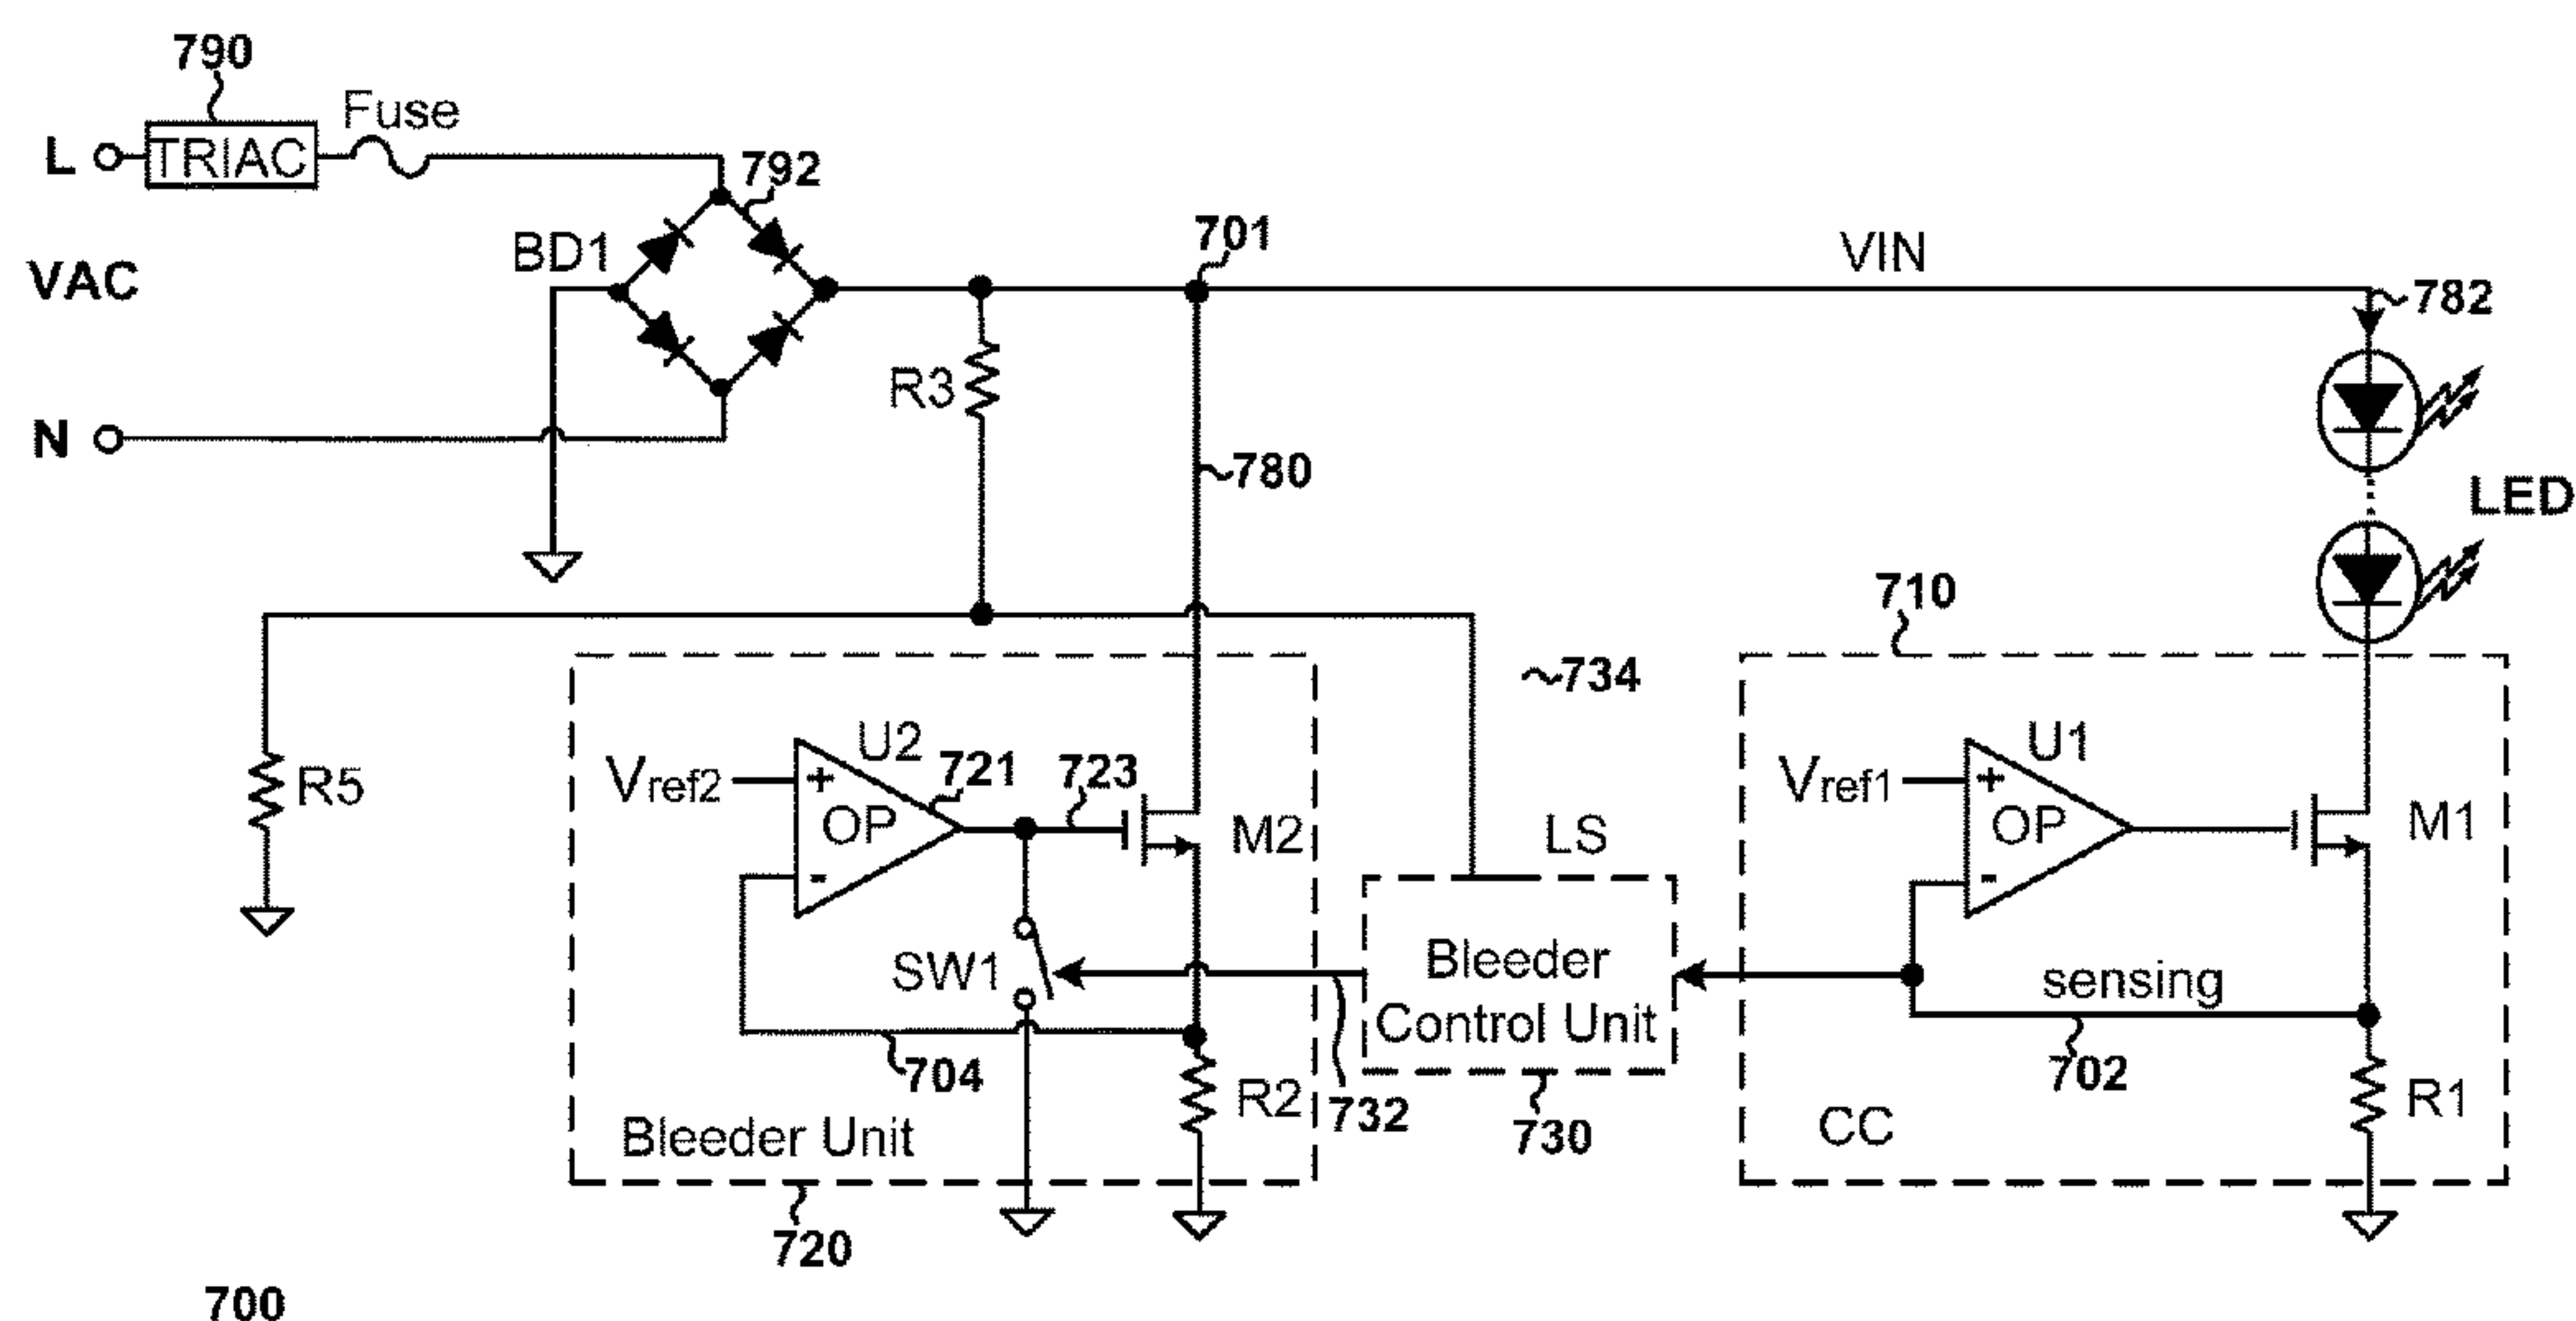 790
Fuse
L
TRIAC
792
BD1
701
VIN
VAC
782
R3
N
780
LED
710
734
U2
U1
Vref2
+
721
723
Vref1
+
R5
OP
M2
LS
OP
M1
-
-
SW1
Bleeder
Control Unit
sensing
704
702
R2
732
R1
Bleeder Unit
730
CC
720
700